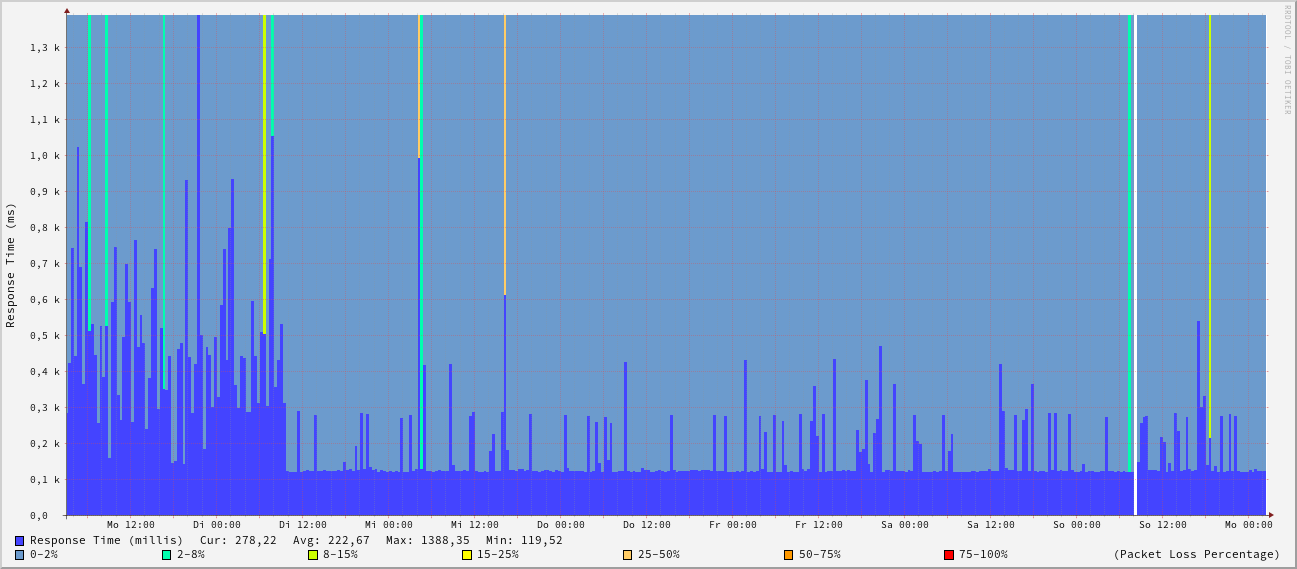 RRDTOOL / TOBI OETIKER
Response Time (ms)
1,3 k
1,2 k
1,1 k
1,0 k
0,9 k
0,8 k
0,7 k
0,6 k
0,5 k
0,4 k
0,3 k
0,2 k
0,1 k
0,0
Mo 12:00 Di 00:00 Di 12:00 Mi 00:00 Mi 12:00 Do 00:00 Do 12:00 Fr 00:00 Fr 12:00 Sa 00:00 Sa 12:00 So 00:00 So 12:00 Mo 00:00
Response Time (millis) Cur: 278,22 Avg: 222,67 Max: 1388,35 Min: 119,52
0-2% 2-8% 8-15% 15-25% 25-50% 50-75% 75-100% (Packet Loss Percentage)